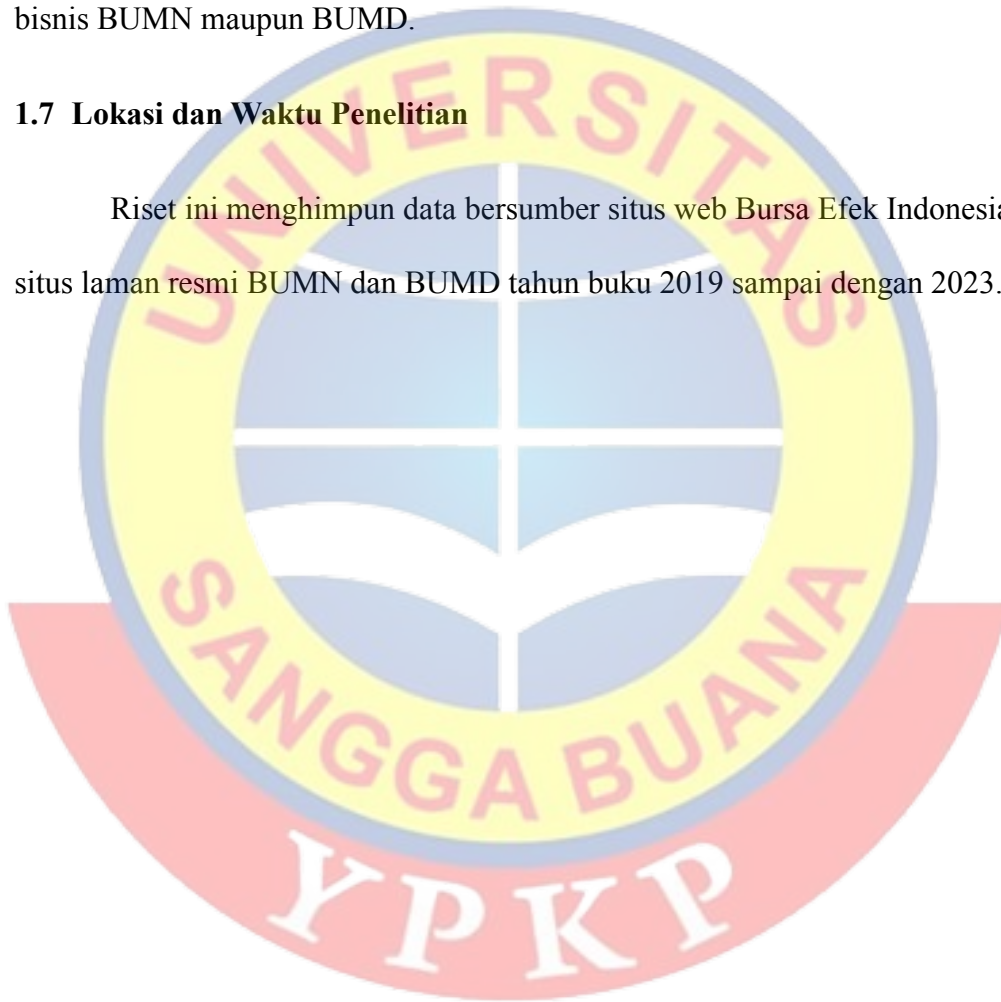 bisnis BUMN maupun BUMD.
1.7 Lokasi dan Waktu Penelitian
Riset ini menghimpun data bersumber situs web Bursa Efek Indonesia
situs laman resmi BUMN dan BUMD tahun buku 2019 sampai dengan 2023.
UNIVERSITAS
SANGGA BUANA
YPKP